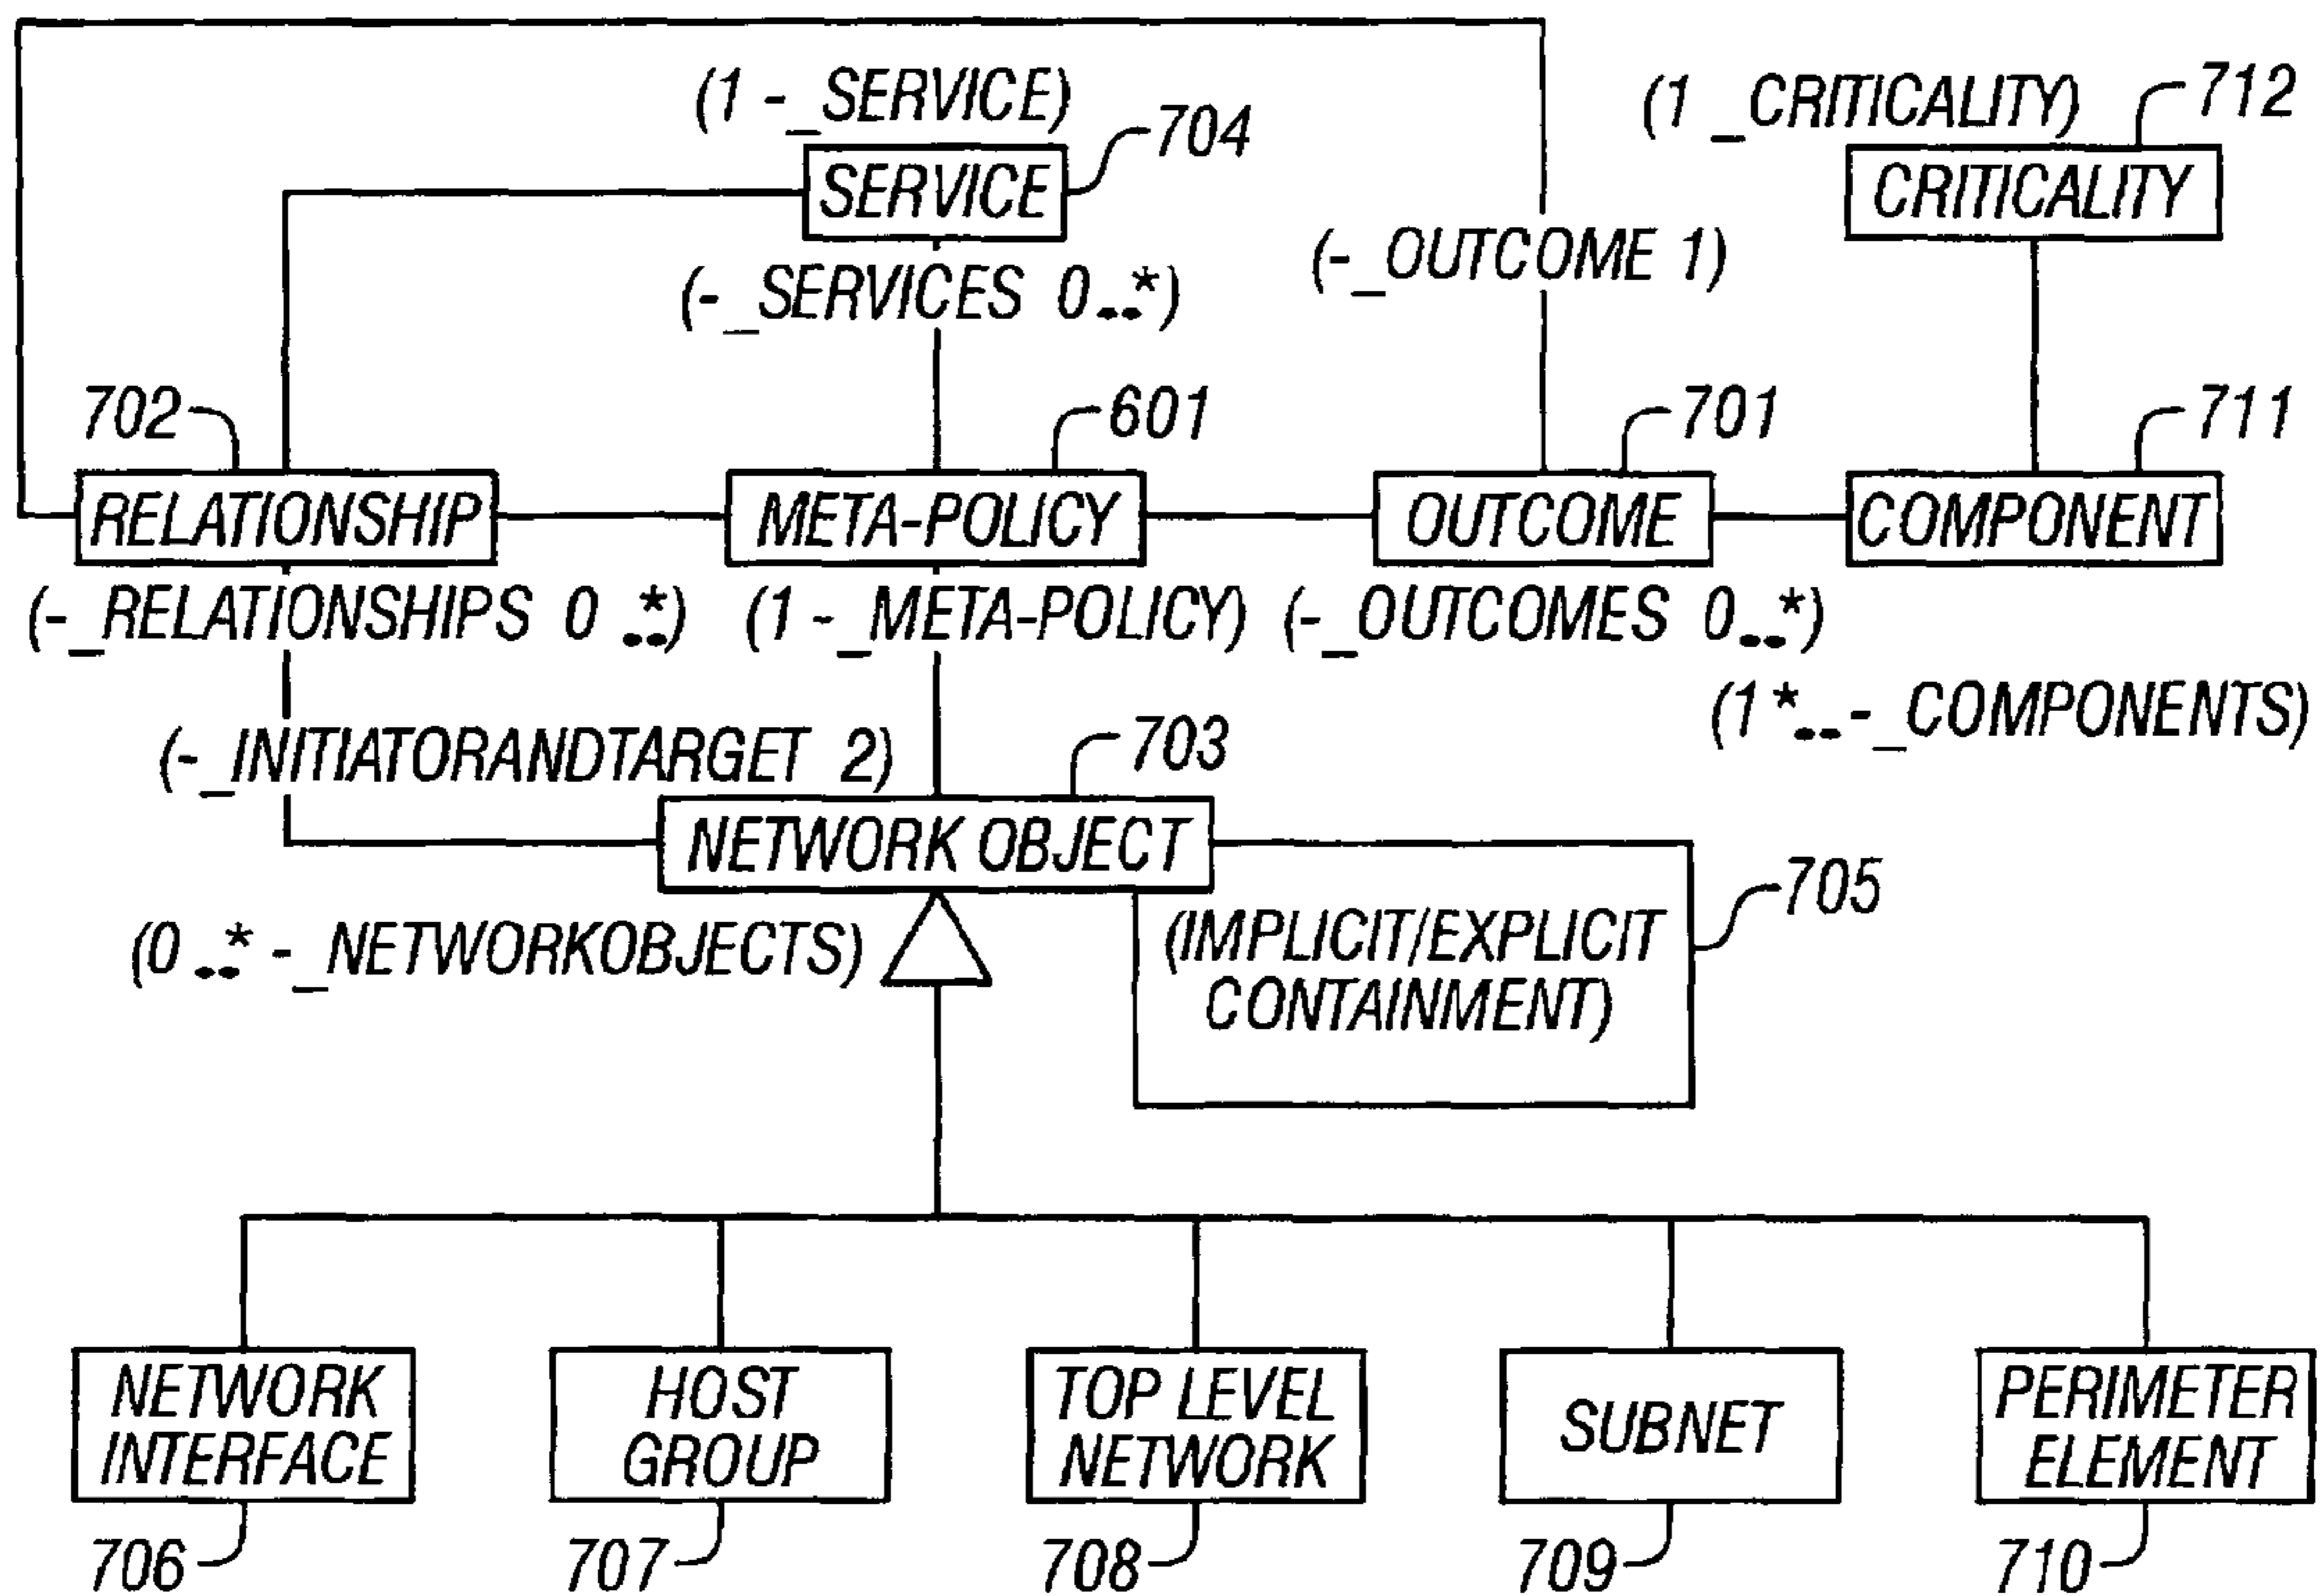 (1 -_SERVICE)
704
SERVICE
(-_SERVICES 0..*)
(1 _CRITICALITY)
712
CRITICALITY
(-_OUTCOME 1)
702
601
701
711
RELATIONSHIP
META-POLICY
OUTCOME
COMPONENT
(-_RELATIONSHIPS 0..*)
(1 -_META-POLICY)
(-_OUTCOMES 0..*)
(1 *..-_COMPONENTS)
(-_INITIATORANDTARGET 2)
703
NETWORK OBJECT
705
(0..* -_NETWORKOBJECTS)
(IMPLICIT/EXPLICIT
CONTAINMENT)
NETWORK
INTERFACE
HOST
GROUP
TOP LEVEL
NETWORK
SUBNET
PERIMETER
ELEMENT
706
707
708
709
710